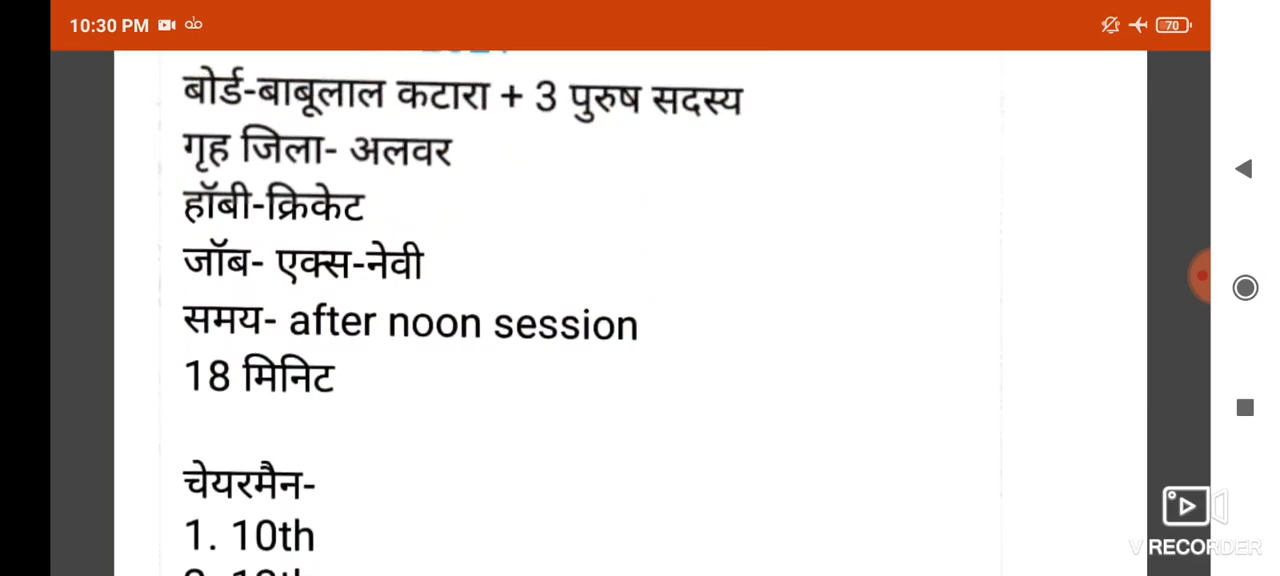 10:30 PM
70
बोर्ड-बाबूलाल कटारा + 3 पुरुष सदस्य
गृह जिला- अलवर
हॉबी-क्रिकेट
जॉब- एक्स-नेवी
समय- after noon session
18 मिनिट
चेयरमैन-
1. 10th
V RECORDER